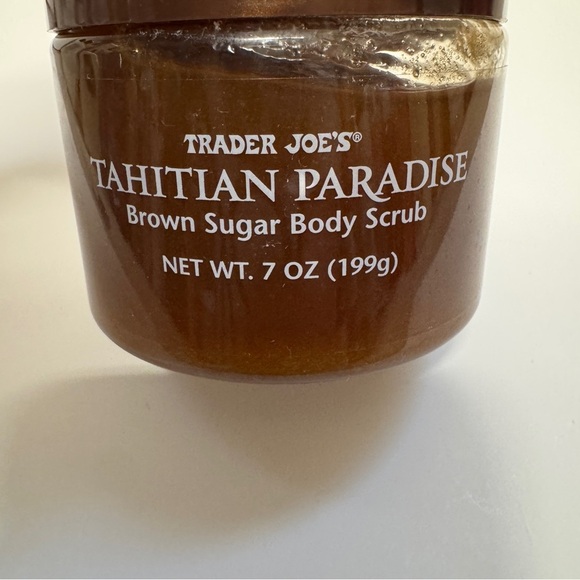 TRADER JOE'S®
TAHITIAN PARADISE
Brown Sugar Body Scrub
NET WT. 7 OZ (199g)